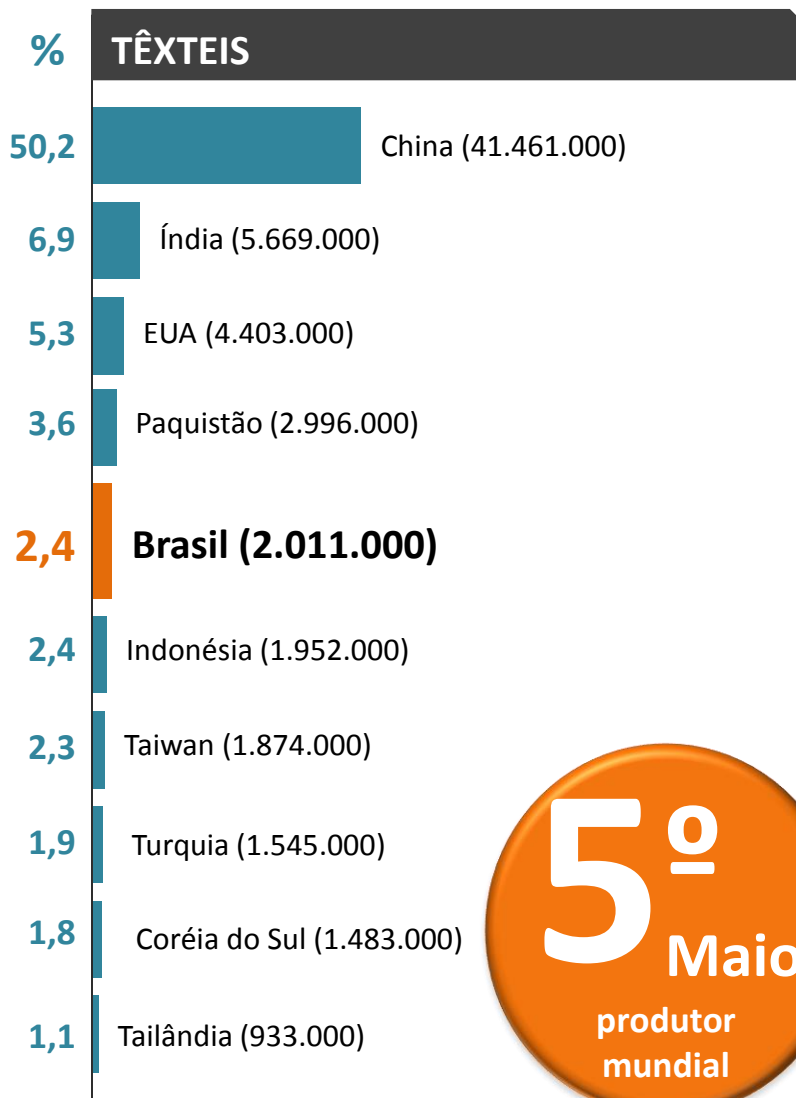 % TÊXTEIS
50,2 China (41.461.000)
6,9 Índia (5.669.000)
5,3 EUA (4.403.000)
3,6 Paquistão (2.996.000)
2,4 Brasil (2.011.000)
2,4 Indonésia (1.952.000)
2,3 Taiwan (1.874.000)
1,9 Turquia (1.545.000)
1,8 Coréia do Sul (1.483.000)
1,1 Tailândia (933.000)
5º
Maio
produtor
mundial